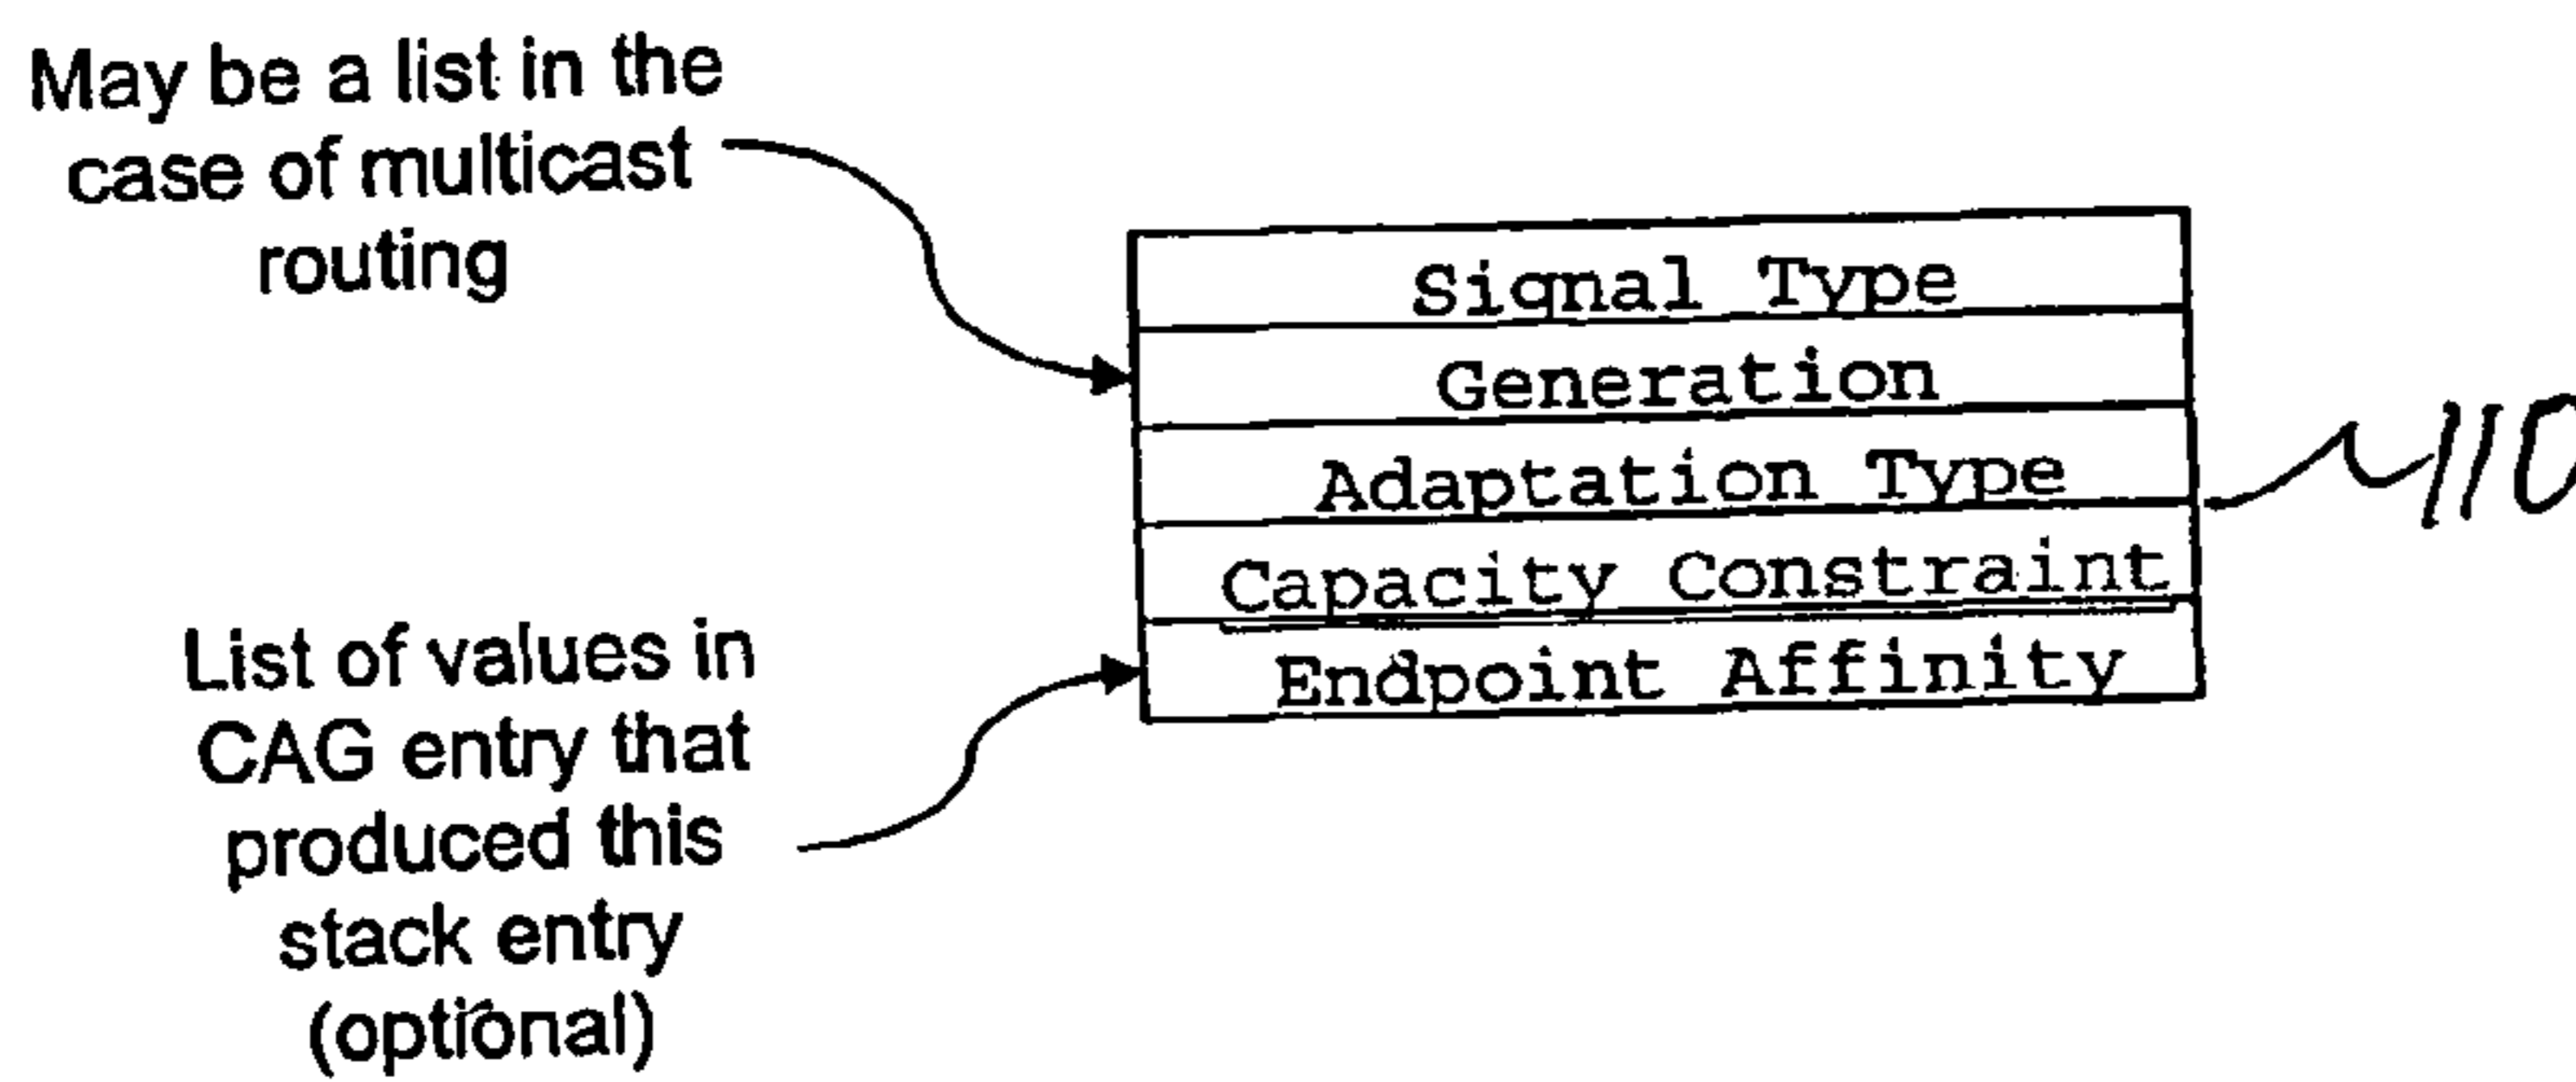 May be a list in the
case of multicast
routing
Signal Type
Generation
Adaptation Type
110
Capacity Constraint
Endpoint Affinity
List of values in
CAG entry that
produced this
stack entry
(optional)